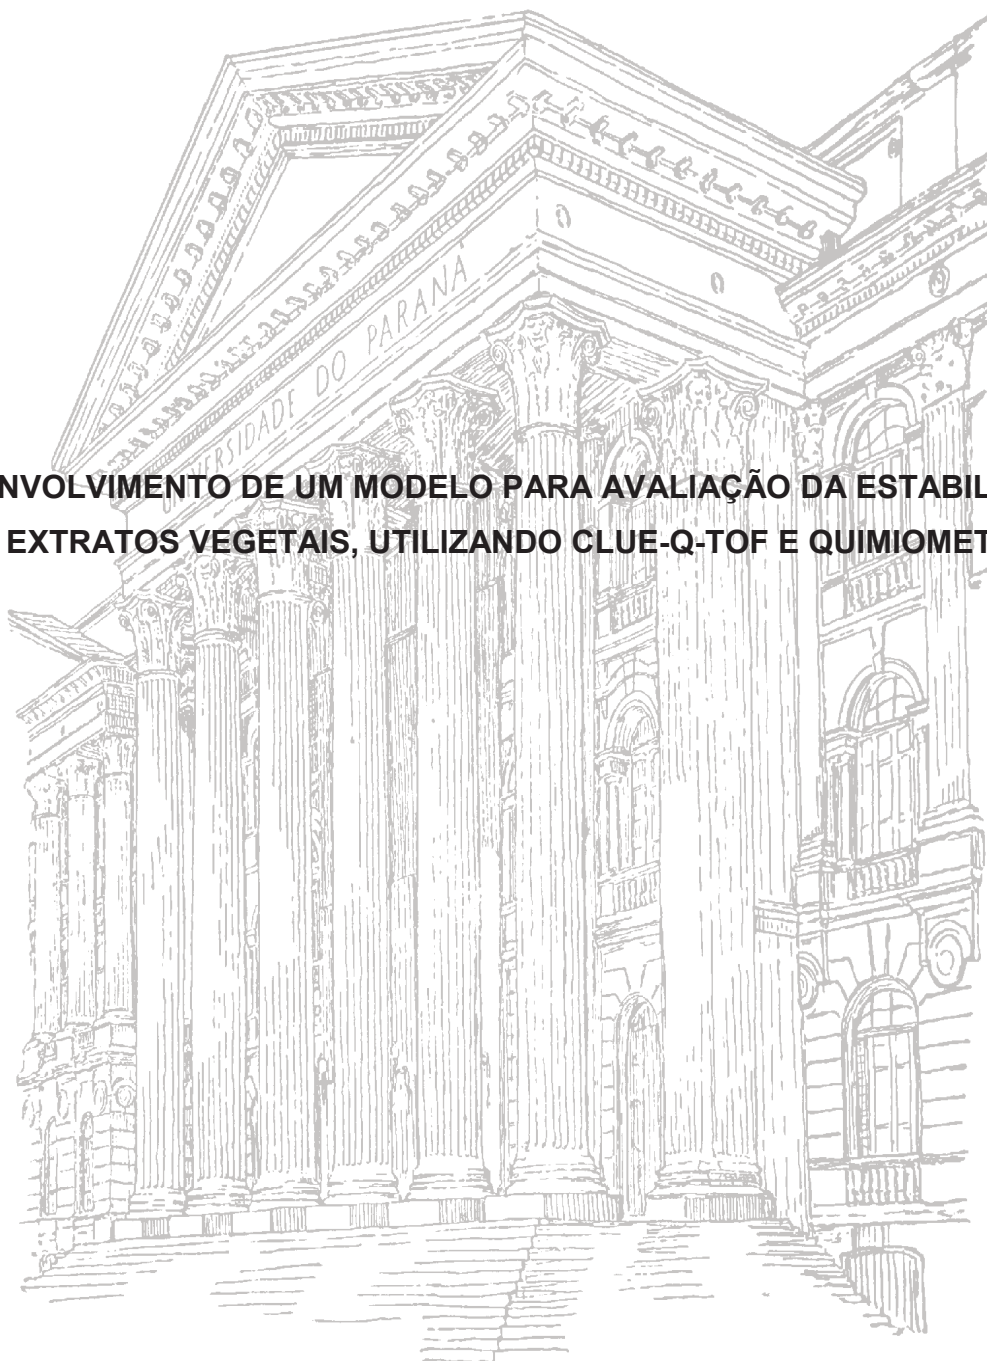 UNIVERSIDADE DO PARANÁ
NVOLVIMENTO DE UM MODELO PARA AVALIAÇÃO DA ESTABIL
EXTRATOS VEGETAIS, UTILIZANDO CLUE-Q-TOF E QUIMIOMET